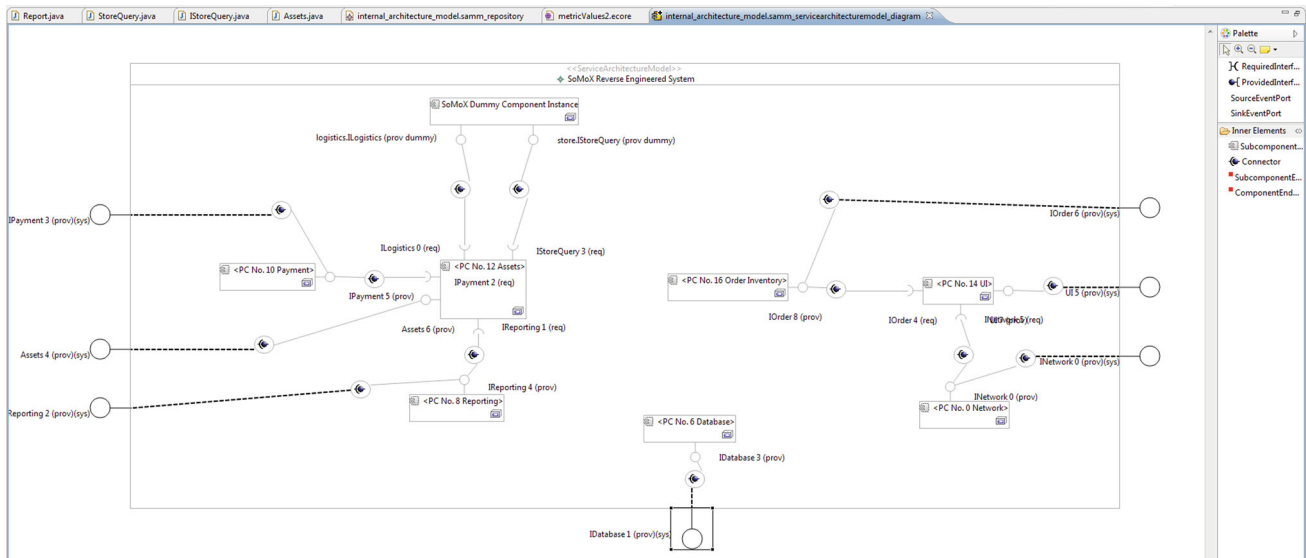 Report.java
StoreQuery.java
IStoreQuery.java
Assets.java
internal_architecture_model.samm_repository
metricValues2.ecore
internal_architecture_model.samm_servicearchitecturemodel_diagram
Palette
<<ServiceArchitectureModel>>
SoMoX Reverse Engineered System
RequiredInterf...
ProvidedInterf...
SourceEventPort
SinkEventPort
Inner Elements
Subcomponent...
Connector
SubcomponentE...
ComponentEnd...
SoMoX Dummy Component Instance
logistics.ILogistics (prov dummy)
store.IStoreQuery (prov dummy)
IPayment 3 (prov)(sys)
IOrder 6 (prov)(sys)
ILogistics 0 (req)
IStoreQuery 3 (req)
<PC No. 10 Payment>
<PC No. 12 Assets>
IPayment 2 (req)
<PC No. 16 Order Inventory>
<PC No. 14 UI>
IPayment 5 (prov)
UI 5 (prov)(sys)
Assets 6 (prov)
IReporting 1 (req)
IOrder 8 (prov)
IOrder 4 (req)
Assets 4 (prov)(sys)
INetwork 0 (prov)(sys)
IReporting 4 (prov)
INetwork 0 (prov)
Reporting 2 (prov)(sys)
<PC No. 8 Reporting>
<PC No. 0 Network>
<PC No. 6 Database>
IDatabase 3 (prov)
IDatabase 1 (prov)(sys)